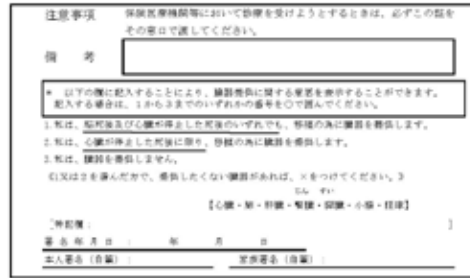 注意事項 保険医療機関等において診療を受けようとするときは、必ずこの証を
その窓口で渡してください。
備 考
※ 以下の欄に記入することにより、臓器提供に関する意思を表示することができます。
記入する場合は、1から3までのいずれかの番号を○で囲んでください。
1.私は、脳死後及び心臓が停止した死後のいずれでも、移植の為に臓器を提供します。
2.私は、心臓が停止した死後に限り、移植の為に臓器を提供します。
3.私は、臓器を提供しません。
《1又は2を選んだ方で、提供したくない臓器があれば、×をつけてください。》
じん すい
【心臓・肺・肝臓・腎臓・膵臓・小腸・眼球】
〔特記欄: 〕
署名年月日: 年 月 日
本人署名(自筆): 家族署名(自筆):